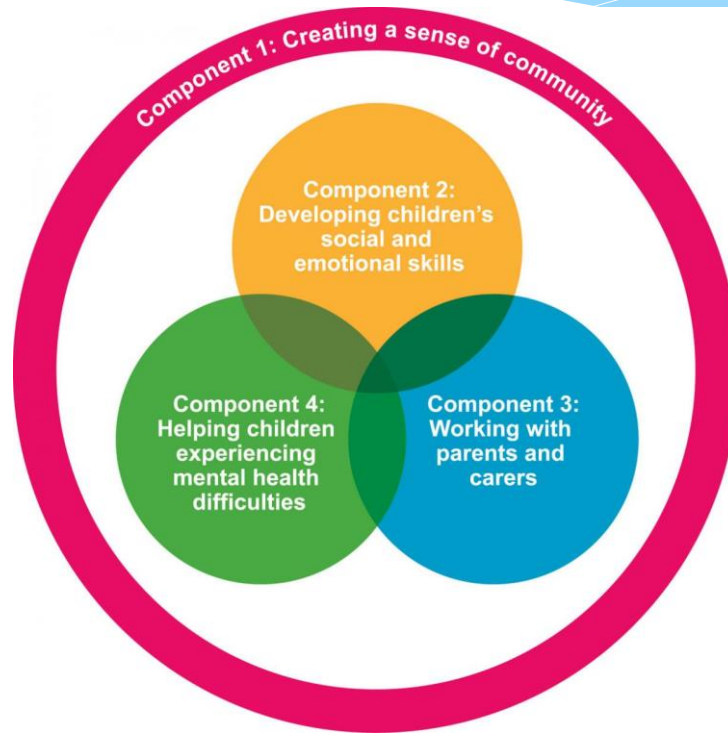 Component 1: Creating a sense of community
Component 2:
Developing children’s
social and
emotional skills
Component 4:
Helping children
experiencing
mental health
difficulties
Component 3:
Working with
parents and
carers